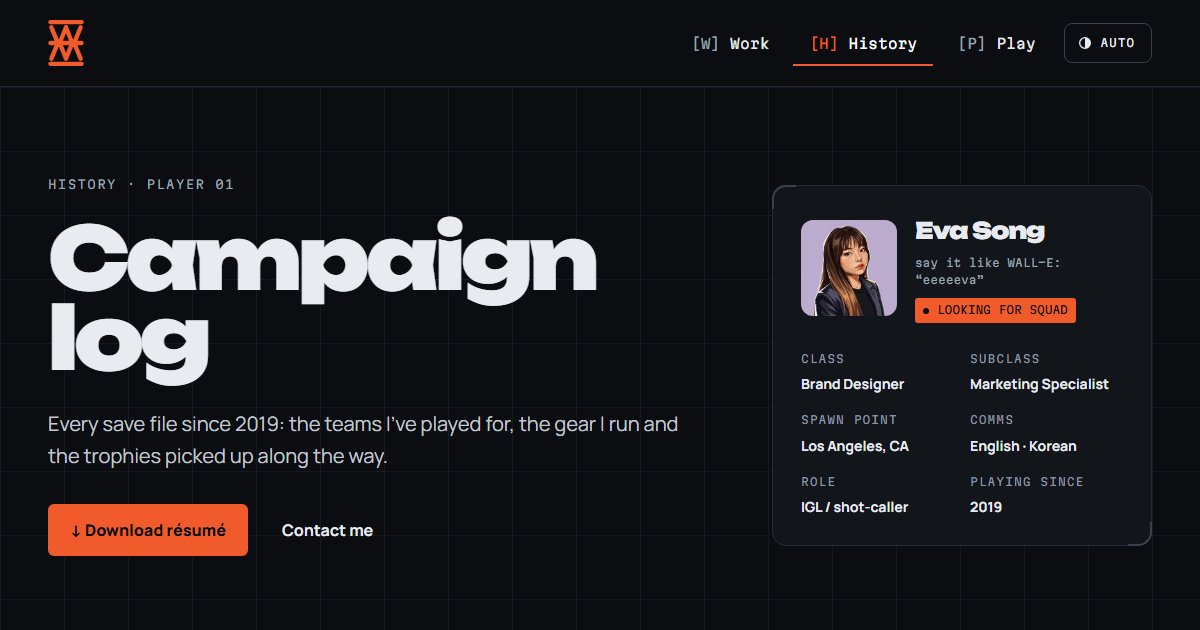 [W] Work
[H] History
[P] Play
AUTO
HISTORY · PLAYER 01
Campaign
log
Every save file since 2019: the teams I've played for, the gear I run and
the trophies picked up along the way.
↓ Download résumé
Contact me
Eva Song
say it like WALL-E:
“eeeeeva”
LOOKING FOR SQUAD
CLASS
Brand Designer
SUBCLASS
Marketing Specialist
SPAWN POINT
Los Angeles, CA
COMMS
English · Korean
ROLE
IGL / shot-caller
PLAYING SINCE
2019